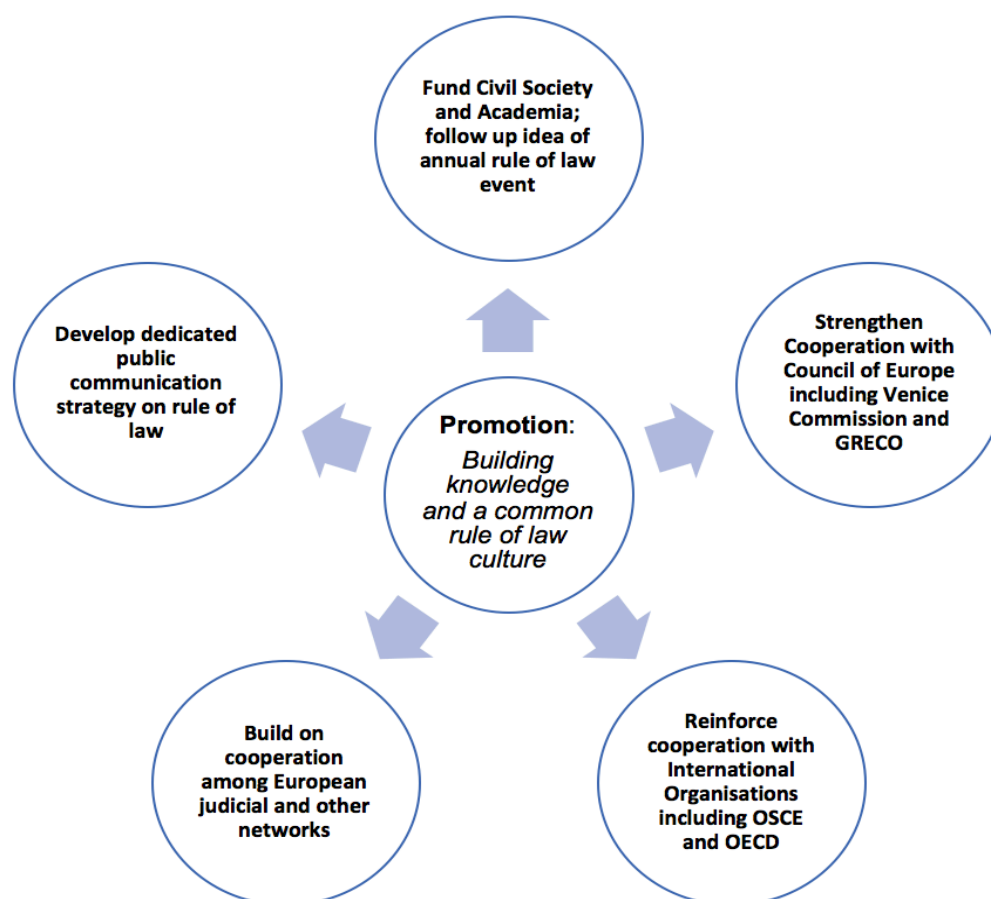 Fund Civil Society
and Academia;
follow up idea of
annual rule of law
event
Develop dedicated
public
communication
strategy on rule of
law
Strengthen
Cooperation with
Council of Europe
including Venice
Commission and
GRECO
Promotion:
Building
knowledge
and a common
rule of law
culture
Build on
cooperation
among European
judicial and other
networks
Reinforce
cooperation with
International
Organisations
including OSCE
and OECD